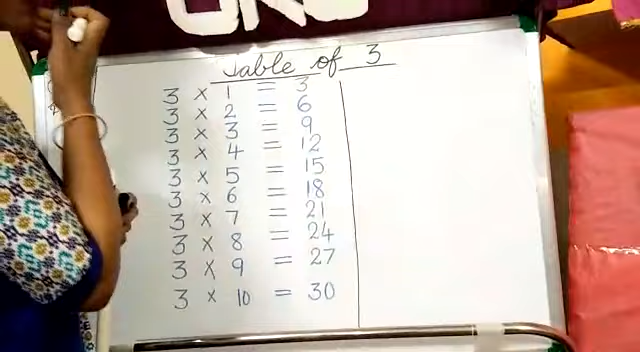 Table of 3
3 × 1 = 3
3 × 2 = 6
3 × 3 = 9
3 × 4 = 12
3 × 5 = 15
3 × 6 = 18
3 × 7 = 21
3 × 8 = 24
3 × 9 = 27
3 × 10 = 30